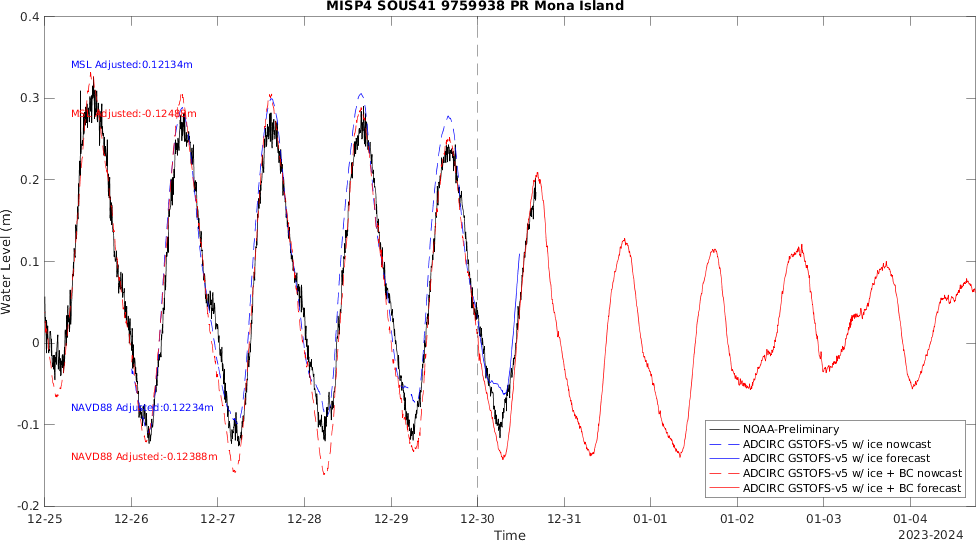 MISP4 SOUS41 9759938 PR Mona Island
0.4
0.3
0.2
0.1
0
-0.1
-0.2
Water Level (m)
MSL Adjusted:0.12134m
NAVD88 Adjusted:0.12234m
NAVD88 Adjusted:-0.12388m
NOAA-Preliminary
ADCIRC GSTOFS-v5 w/ ice nowcast
ADCIRC GSTOFS-v5 w/ ice forecast
ADCIRC GSTOFS-v5 w/ ice + BC nowcast
ADCIRC GSTOFS-v5 w/ ice + BC forecast
12-25 12-26 12-27 12-28 12-29 12-30 12-31 01-01 01-02 01-03 01-04
Time
2023-2024